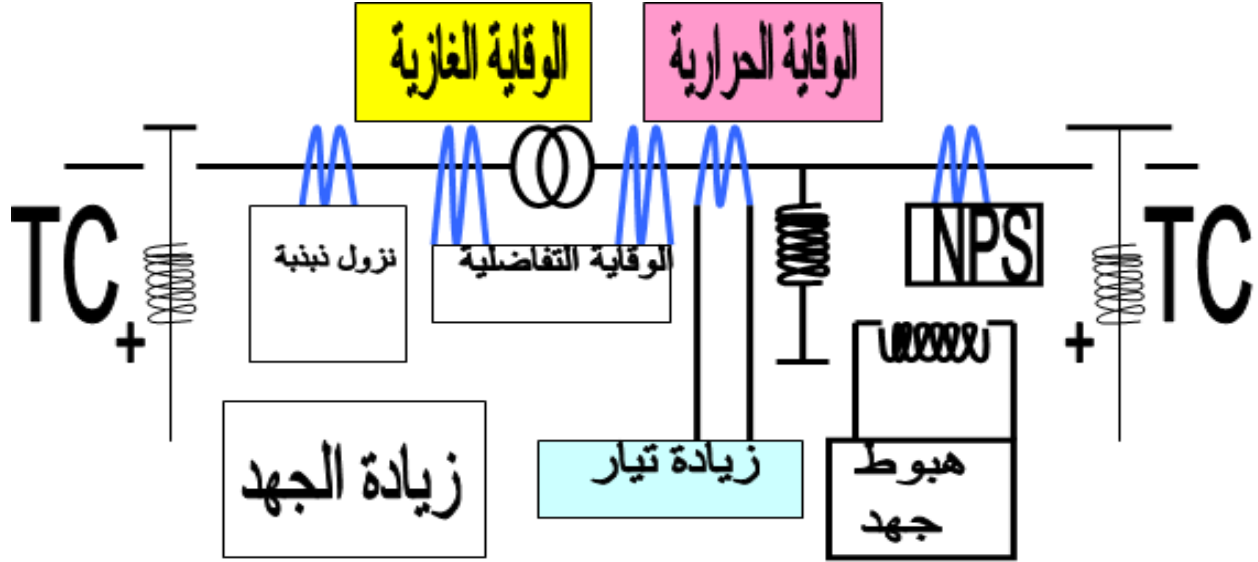 الوقاية الغازية
الوقاية الحرارية
TC
+
نزول ذبذبة
الوقاية التفاضلية
NPS
TC
+
زيادة الجهد
زيادة تيار
هبوط
جهد